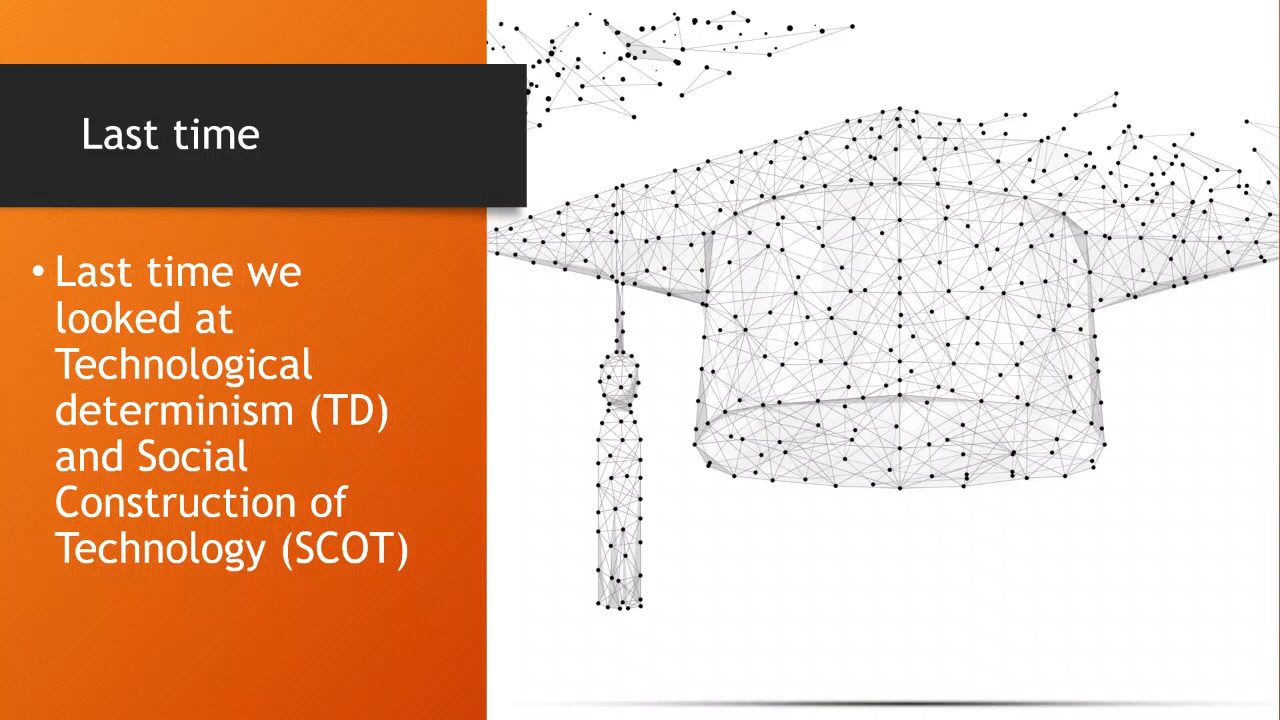 Last time
• Last time we
looked at
Technological
determinism (TD)
and Social
Construction of
Technology (SCOT)